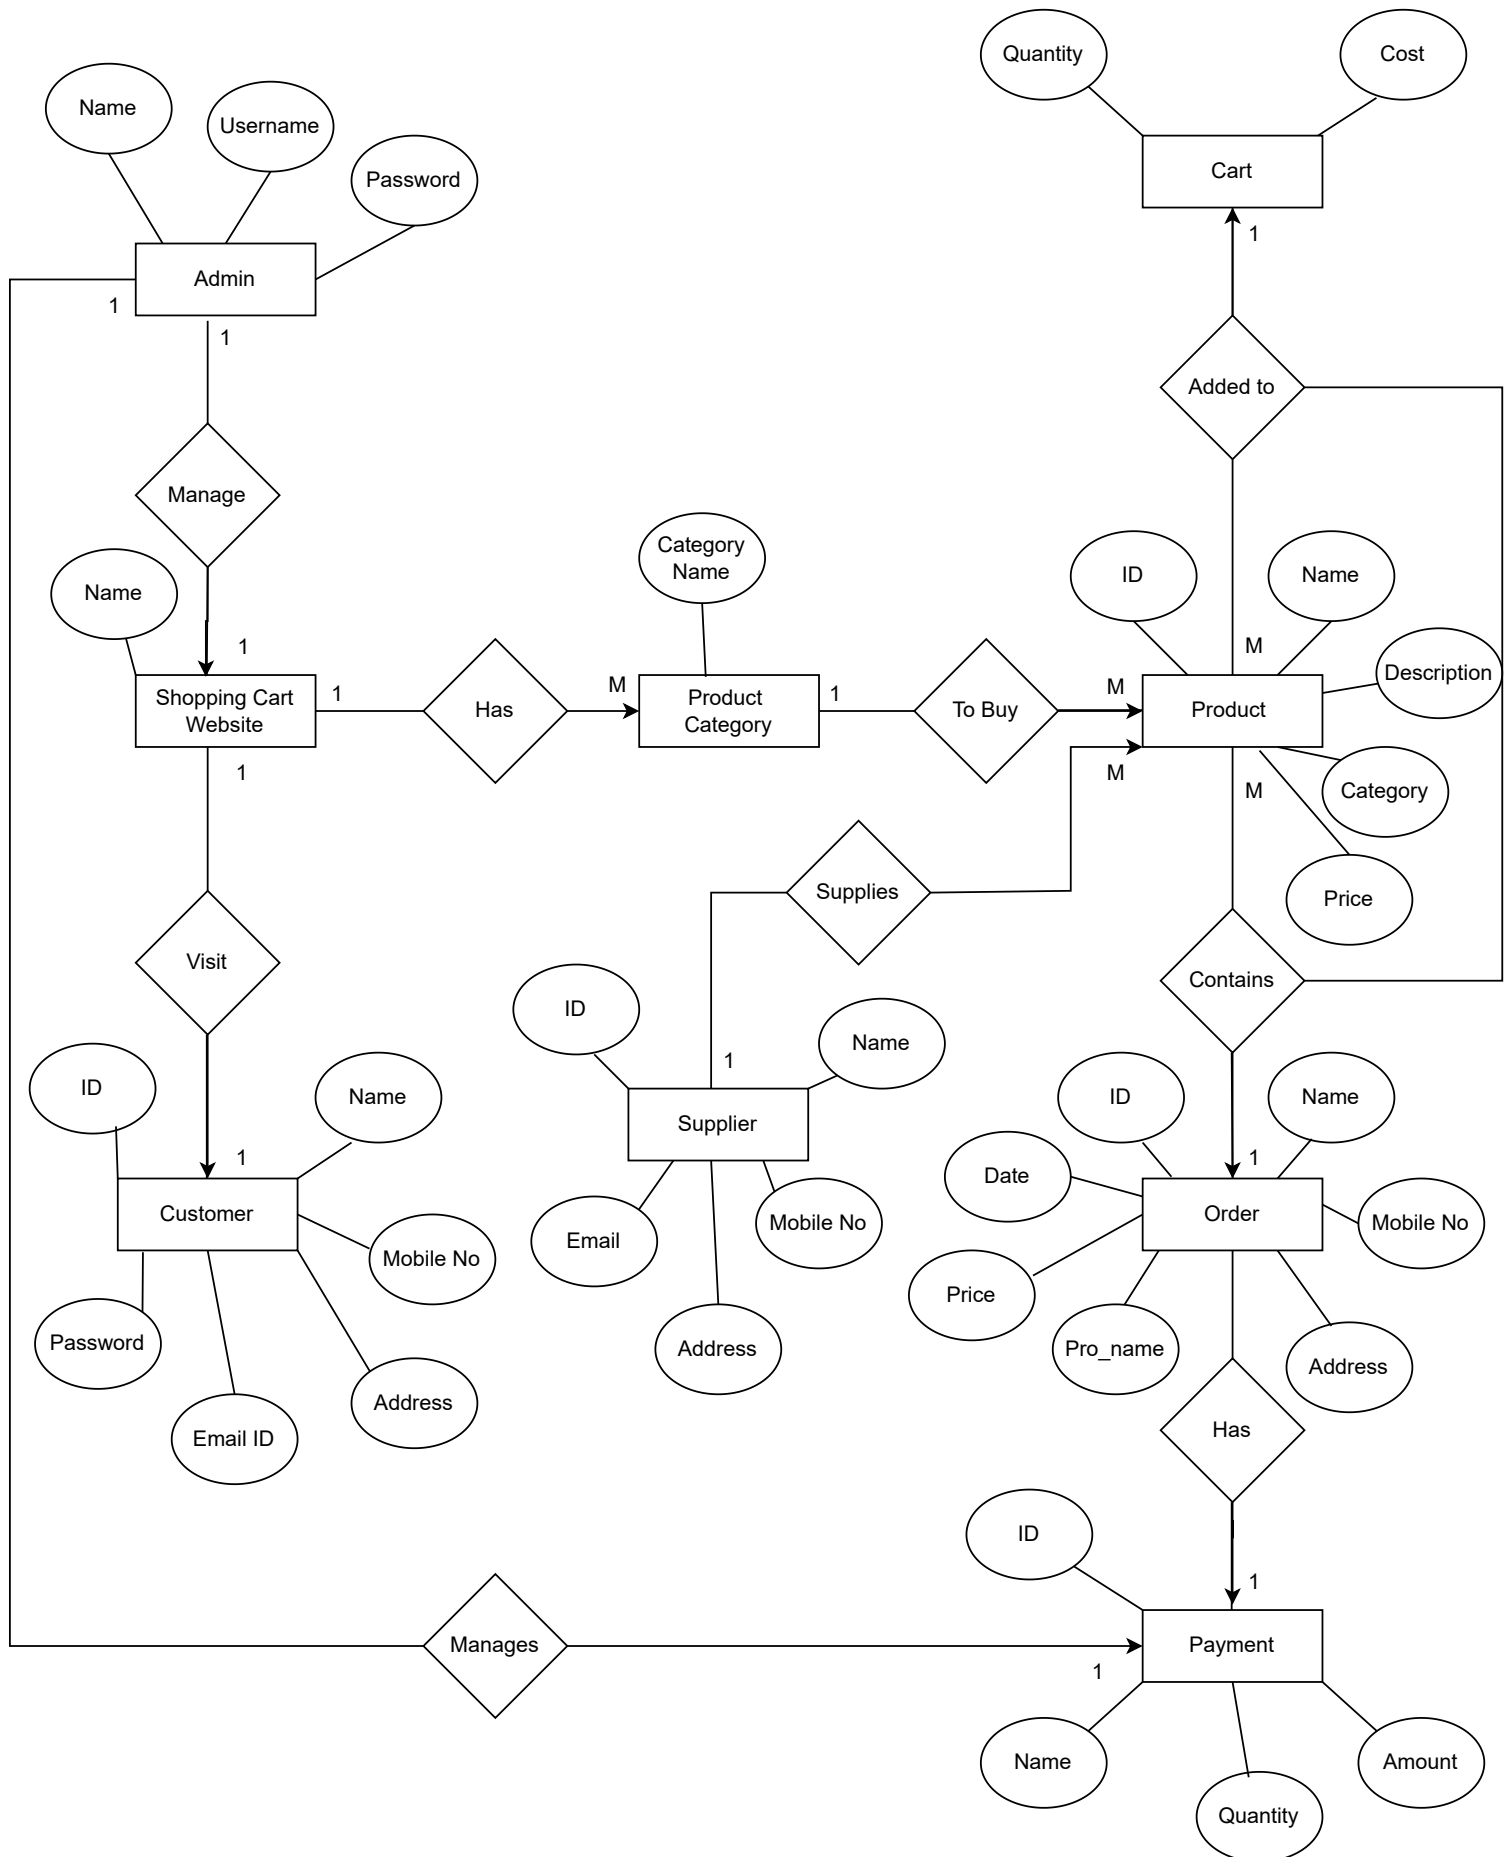 Quantity
Cost
Name
Username
Password
Cart
1
Admin
1
1
Added to
Manage
Category
Name
ID
Name
Name
1
M
Description
Shopping Cart
Website
1
Has
M
Product
Category
1
To Buy
M
Product
1
M
M
Category
Supplies
Price
Visit
Contains
ID
Name
1
ID
Name
ID
Name
1
1
Supplier
Date
Customer
Order
Mobile No
Mobile No
Email
Mobile No
Price
Password
Address
Pro_name
Address
Address
Email ID
Has
ID
1
Manages
Payment
1
Name
Amount
Quantity